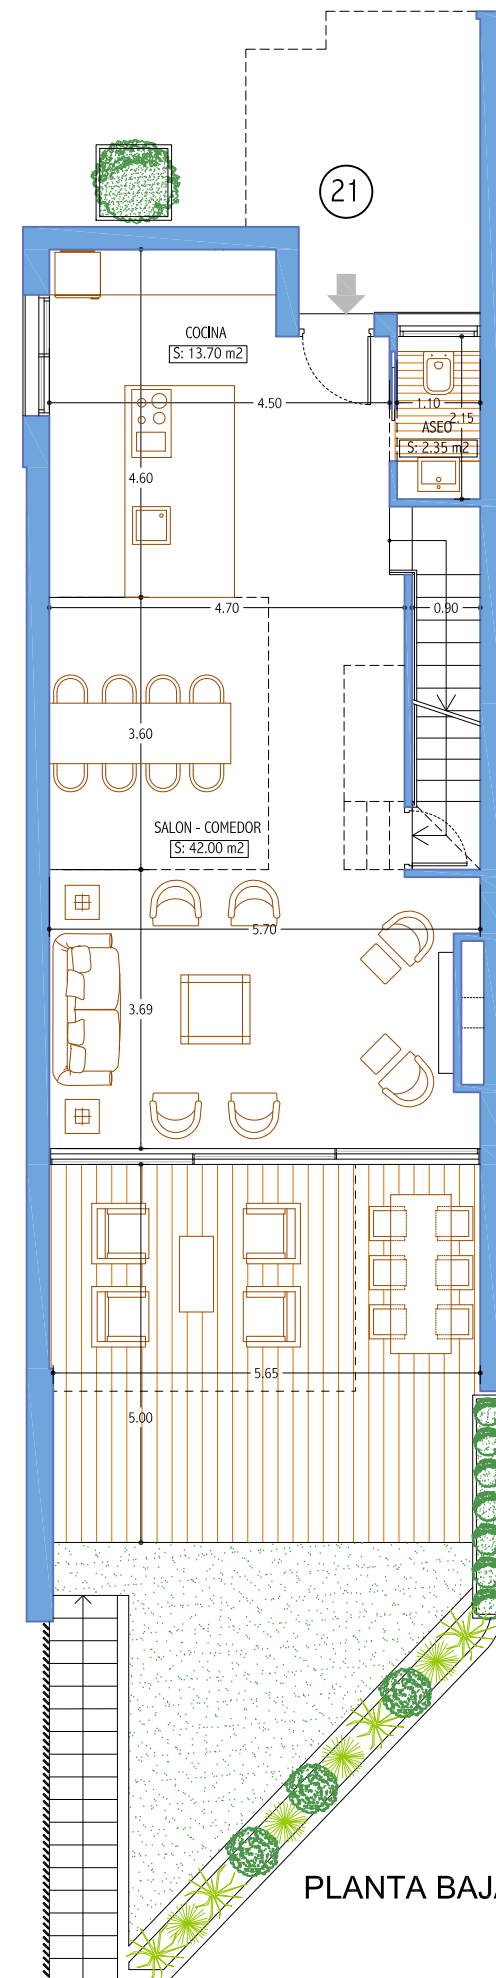 21
COCINA
S: 13.70 m2
4.50
1.10
2.15
ASEO
S: 2.35 m2
4.60
4.70
0.90
3.60
SALON - COMEDOR
S: 42.00 m2
5.70
3.69
5.65
5.00
PLANTA BAJA